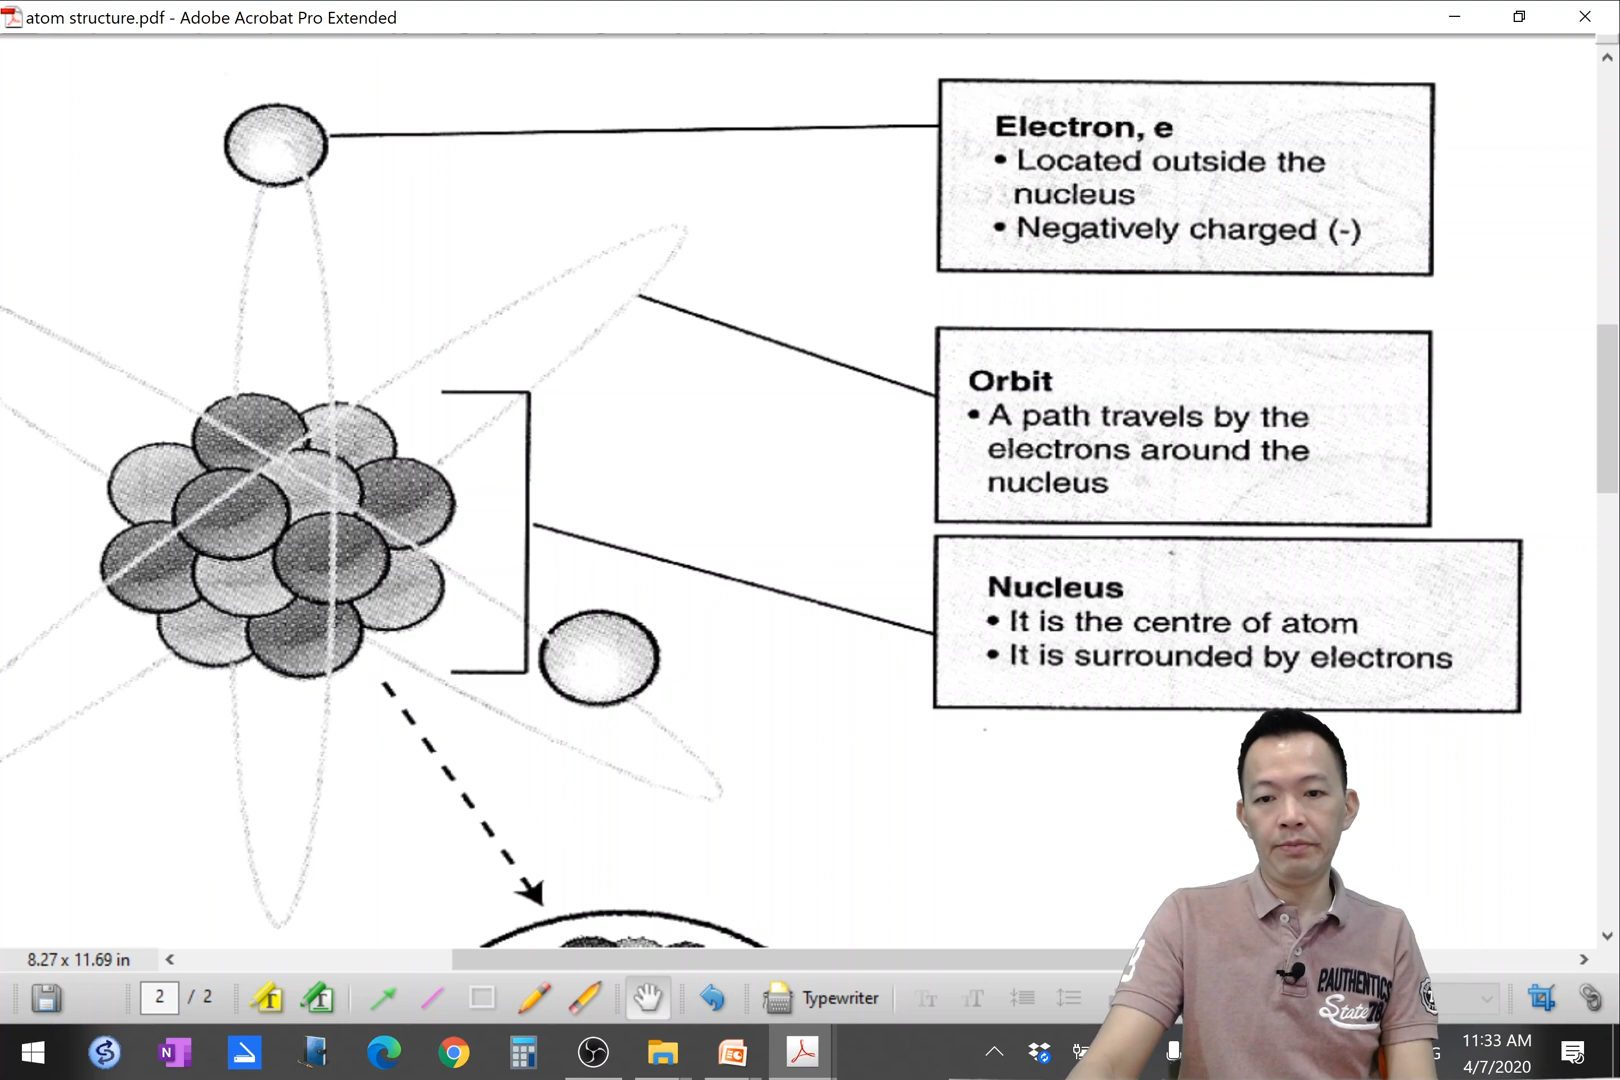 atom structure.pdf - Adobe Acrobat Pro Extended
Electron, e
• Located outside the
nucleus
• Negatively charged (-)
Orbit
• A path travels by the
electrons around the
nucleus
Nucleus
• It is the centre of atom
• It is surrounded by electrons
8.27 x 11.69 in
2 / 2
Typewriter
AUTHENTICS
State
11:33 AM
4/7/2020